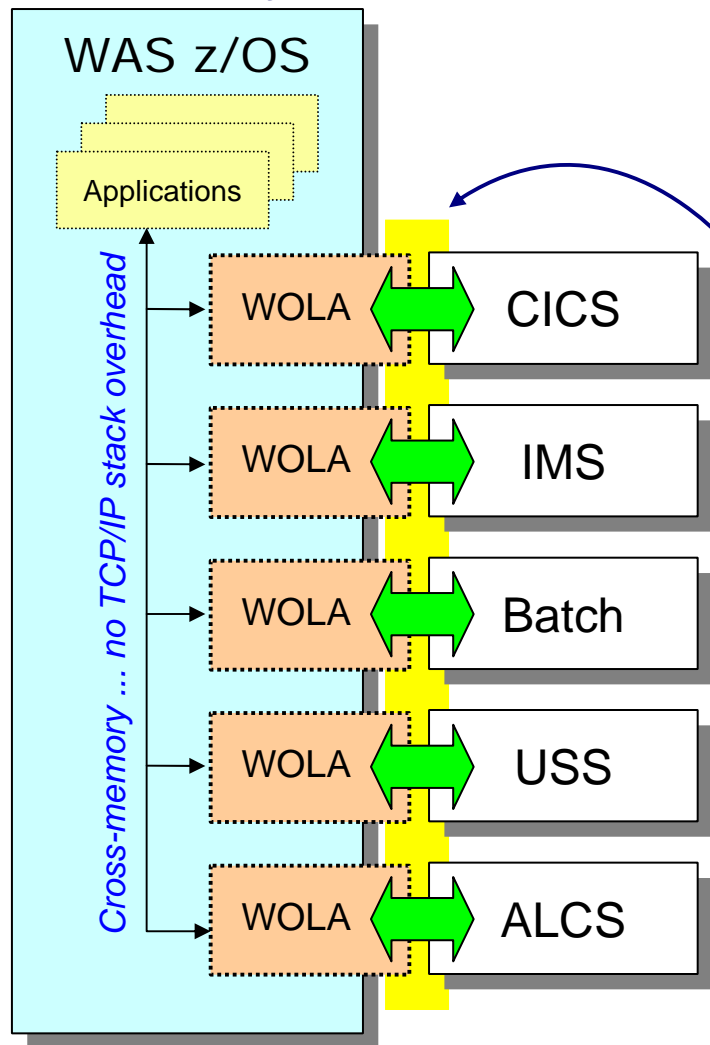 WAS z/OS
Applications
Cross-memory ... no TCP/IP stack overhead
WOLA
CICS
WOLA
IMS
WOLA
Batch
WOLA
USS
WOLA
ALCS